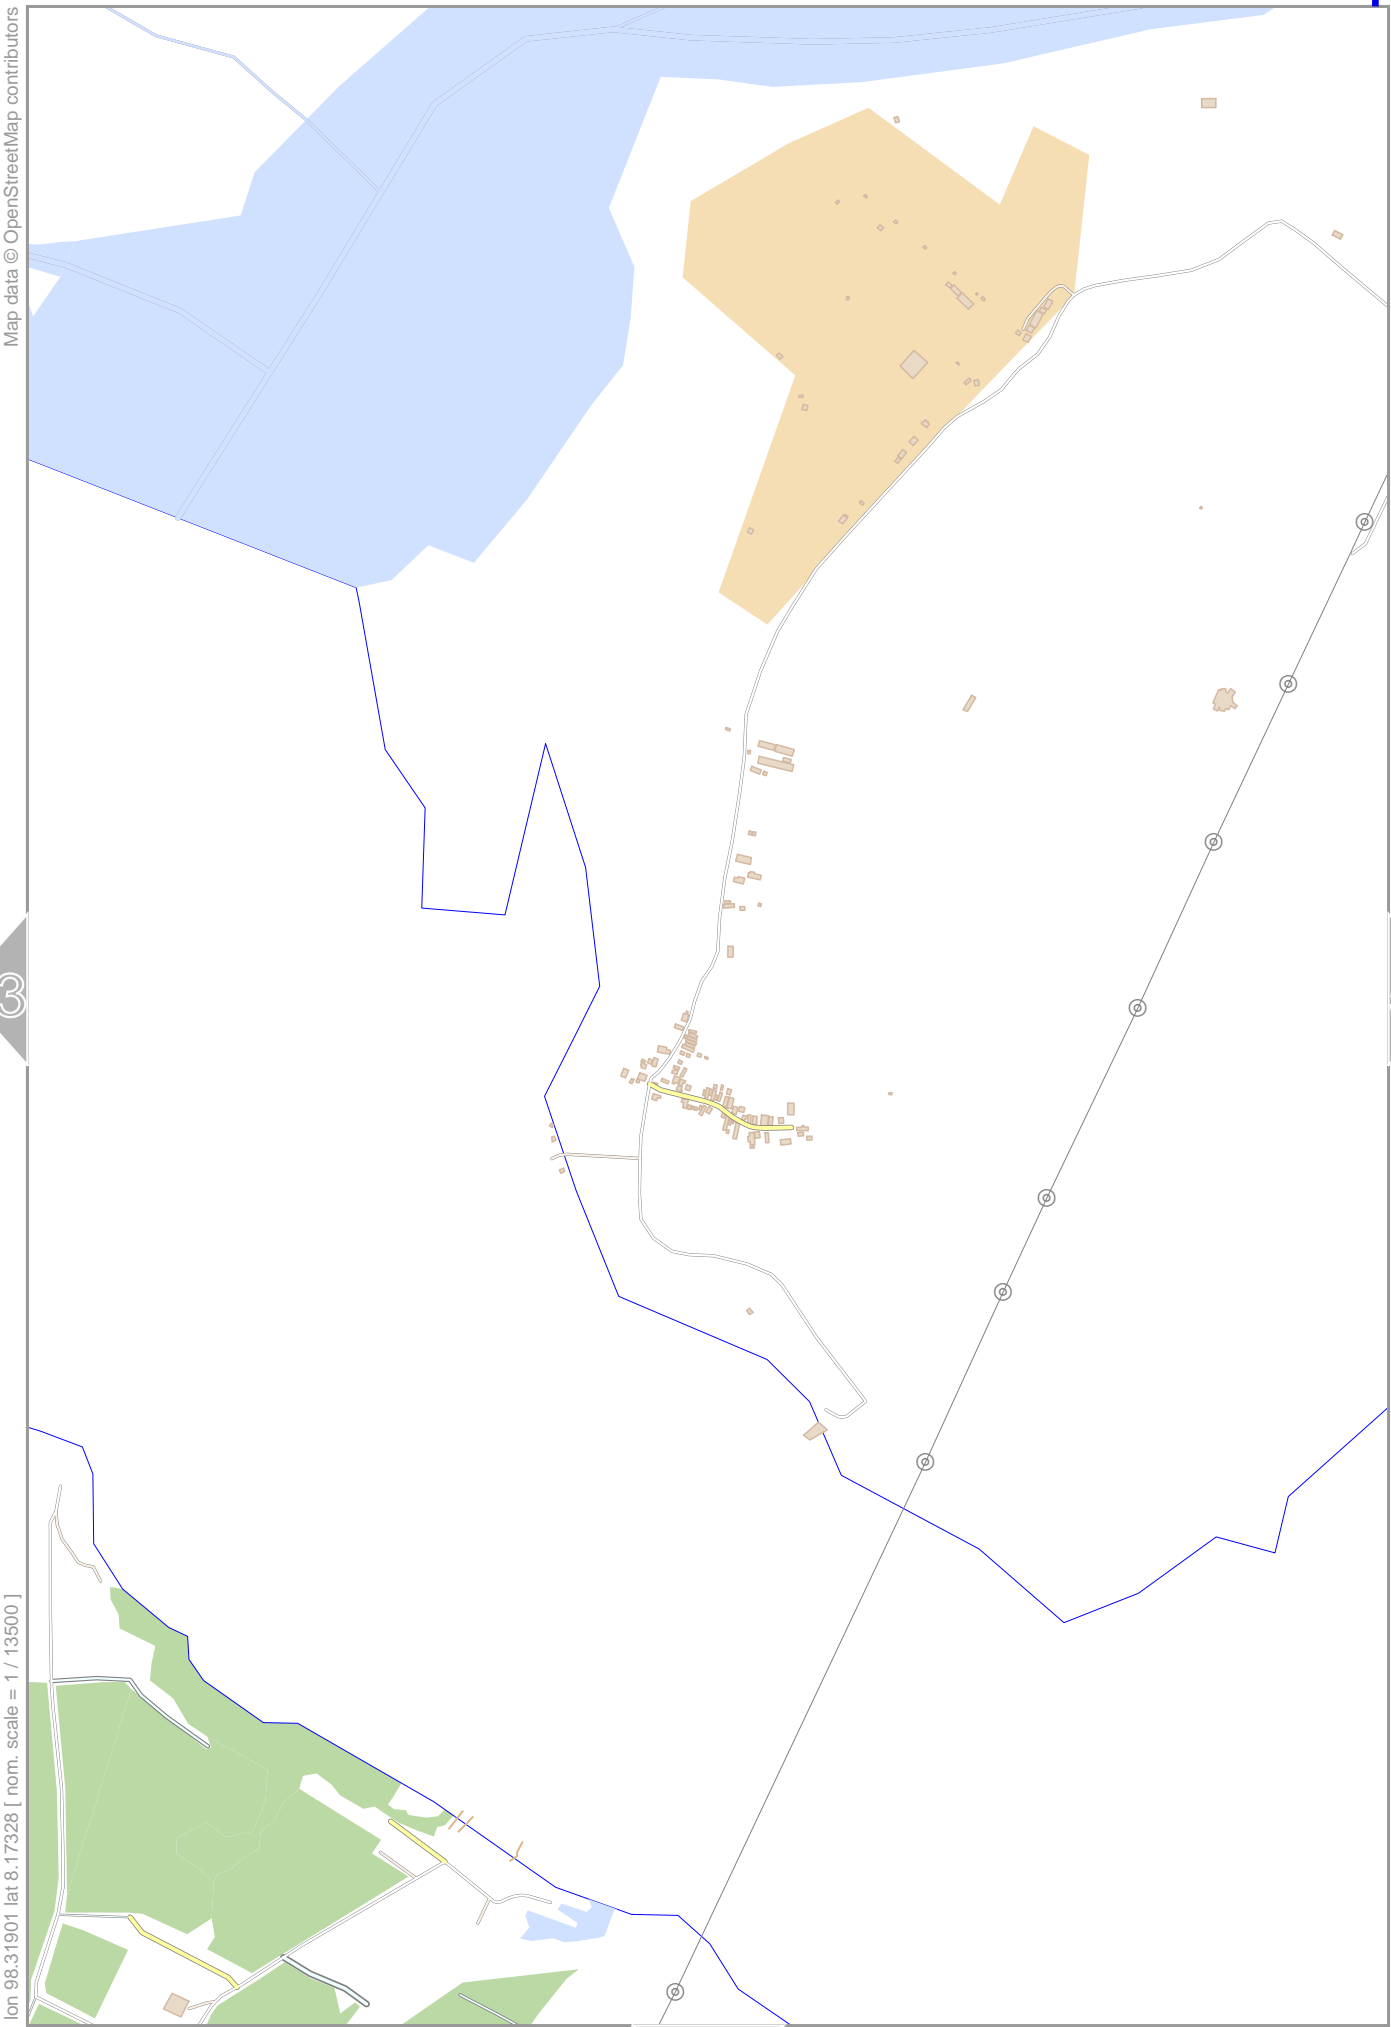 Map data © OpenStreetMap contributors
3
lon 98.31901 lat 8.17328 [ nom. scale = 1 / 13500 ]